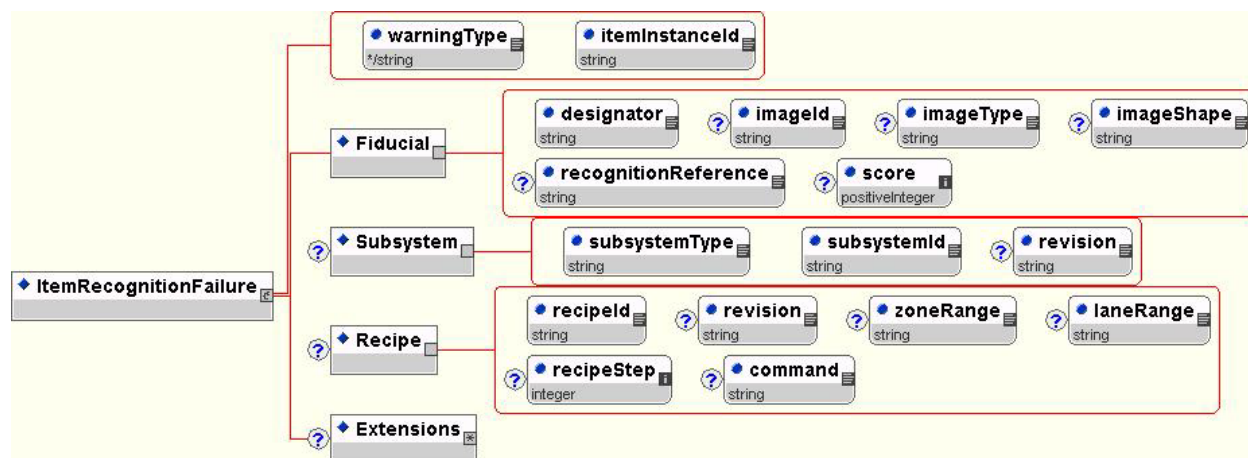 warningType itemInstanceId
*/string string
designator ? imageId ? imageType ? imageShape
string string string string
Fiducial
? recognitionReference ? score
string positiveInteger
? Subsystem
subsystemType subsystemId ? revision
string string string
ItemRecognitionFailure
recipeId ? revision ? zoneRange ? laneRange
string string string string
? Recipe
? recipeStep ? command
integer string
? Extensions